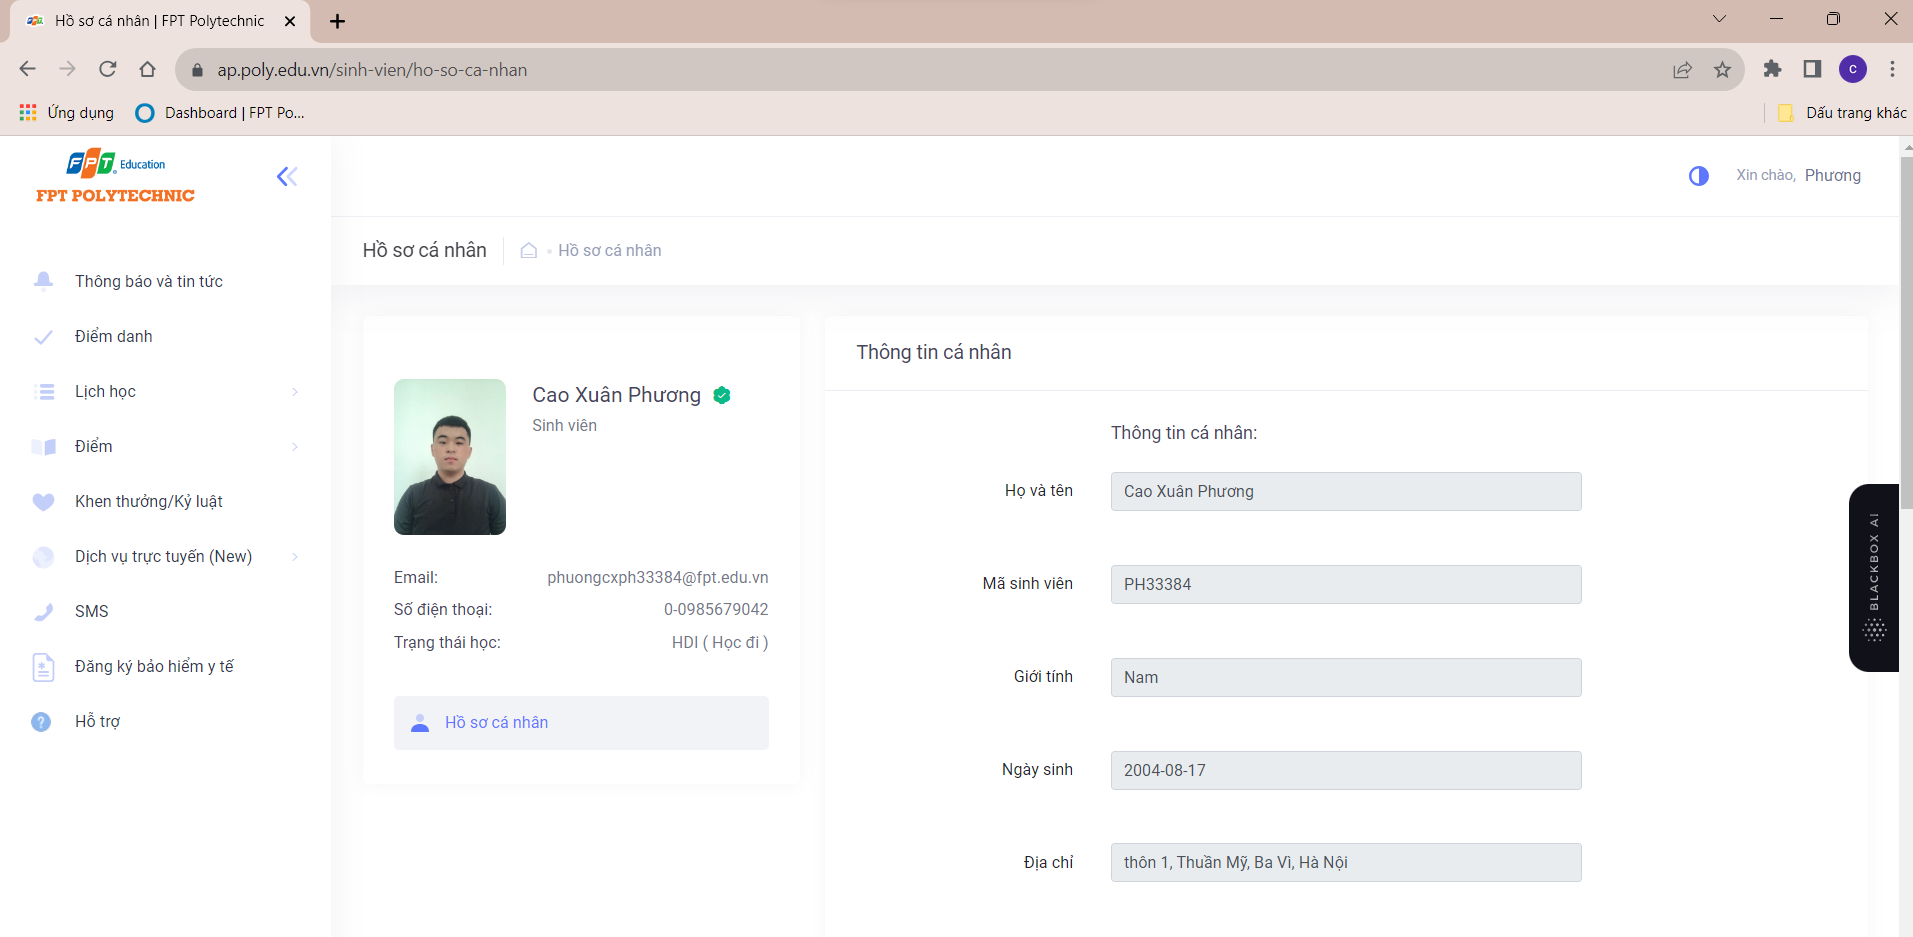 Hồ sơ cá nhân | FPT Polytechnic
ap.poly.edu.vn/sinh-vien/ho-so-ca-nhan
c
Ứng dụng
Dashboard | FPT Po...
Dấu trang khác
FPT Education
FPT POLYTECHNIC
Xin chào, Phương
Hồ sơ cá nhân
Hồ sơ cá nhân
Thông báo và tin tức
Điểm danh
Lịch học
Điểm
Khen thưởng/Kỷ luật
Dịch vụ trực tuyến (New)
SMS
Đăng ký bảo hiểm y tế
Hỗ trợ
Cao Xuân Phương
Sinh viên
Email: phuongcxph33384@fpt.edu.vn
Số điện thoại: 0-0985679042
Trạng thái học: HDI ( Học đi )
Hồ sơ cá nhân
Thông tin cá nhân
Thông tin cá nhân:
Họ và tên Cao Xuân Phương
Mã sinh viên PH33384
Giới tính Nam
Ngày sinh 2004-08-17
Địa chỉ thôn 1, Thuần Mỹ, Ba Vì, Hà Nội
BLACKBOX AI